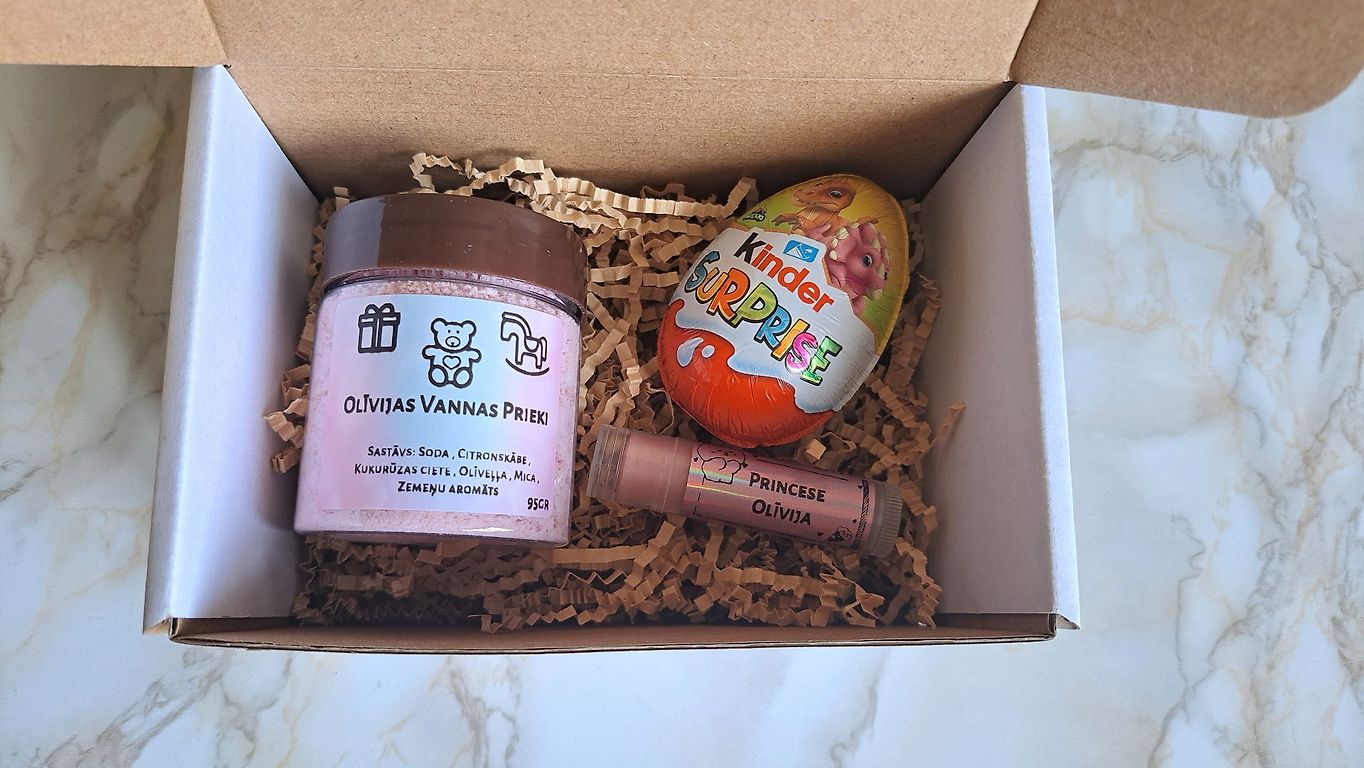 Olīvijas Vannas Prieki
Sastāvs: Soda, Citronskābe,
Kukurūzas ciete, Olīveļļa, Mica,
Zemeņu aromāts
95gr
Kinder
SURPRISE
Princese
Olīvija